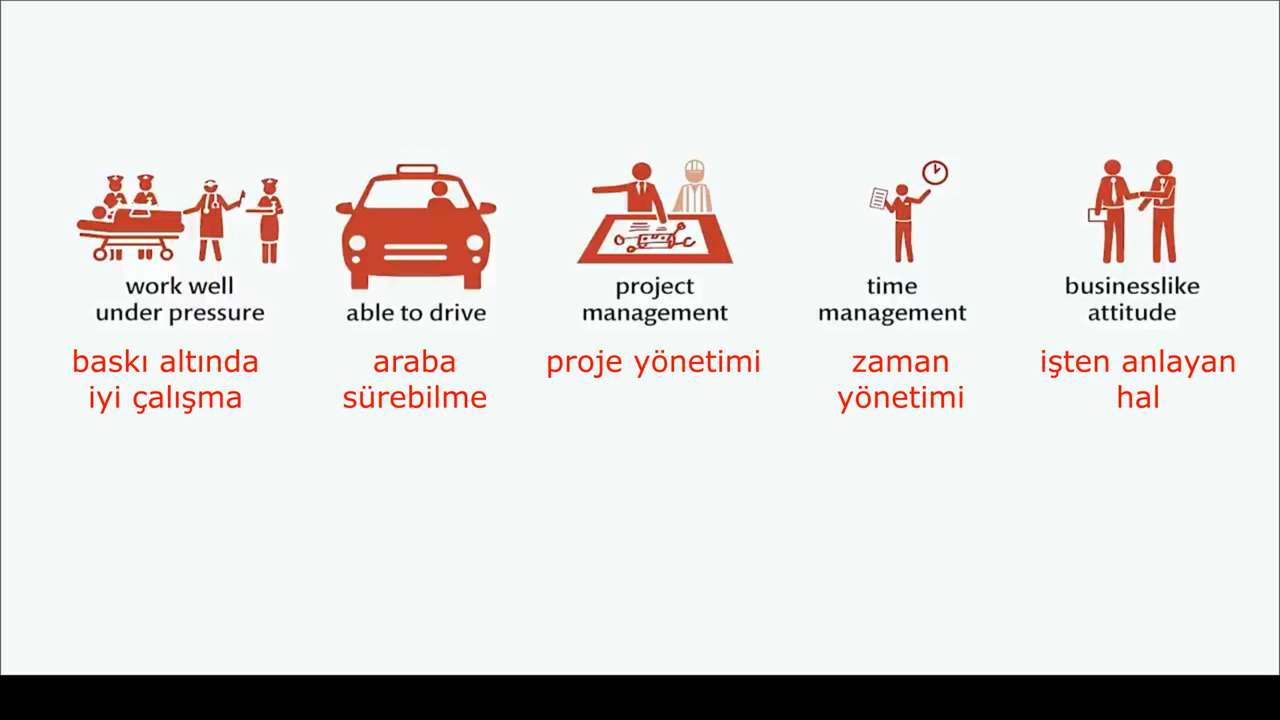 work well
under pressure
able to drive
project
management
time
management
businesslike
attitude
baskı altında
iyi çalışma
araba
sürebilme
proje yönetimi
zaman
yönetimi
işten anlayan
hal